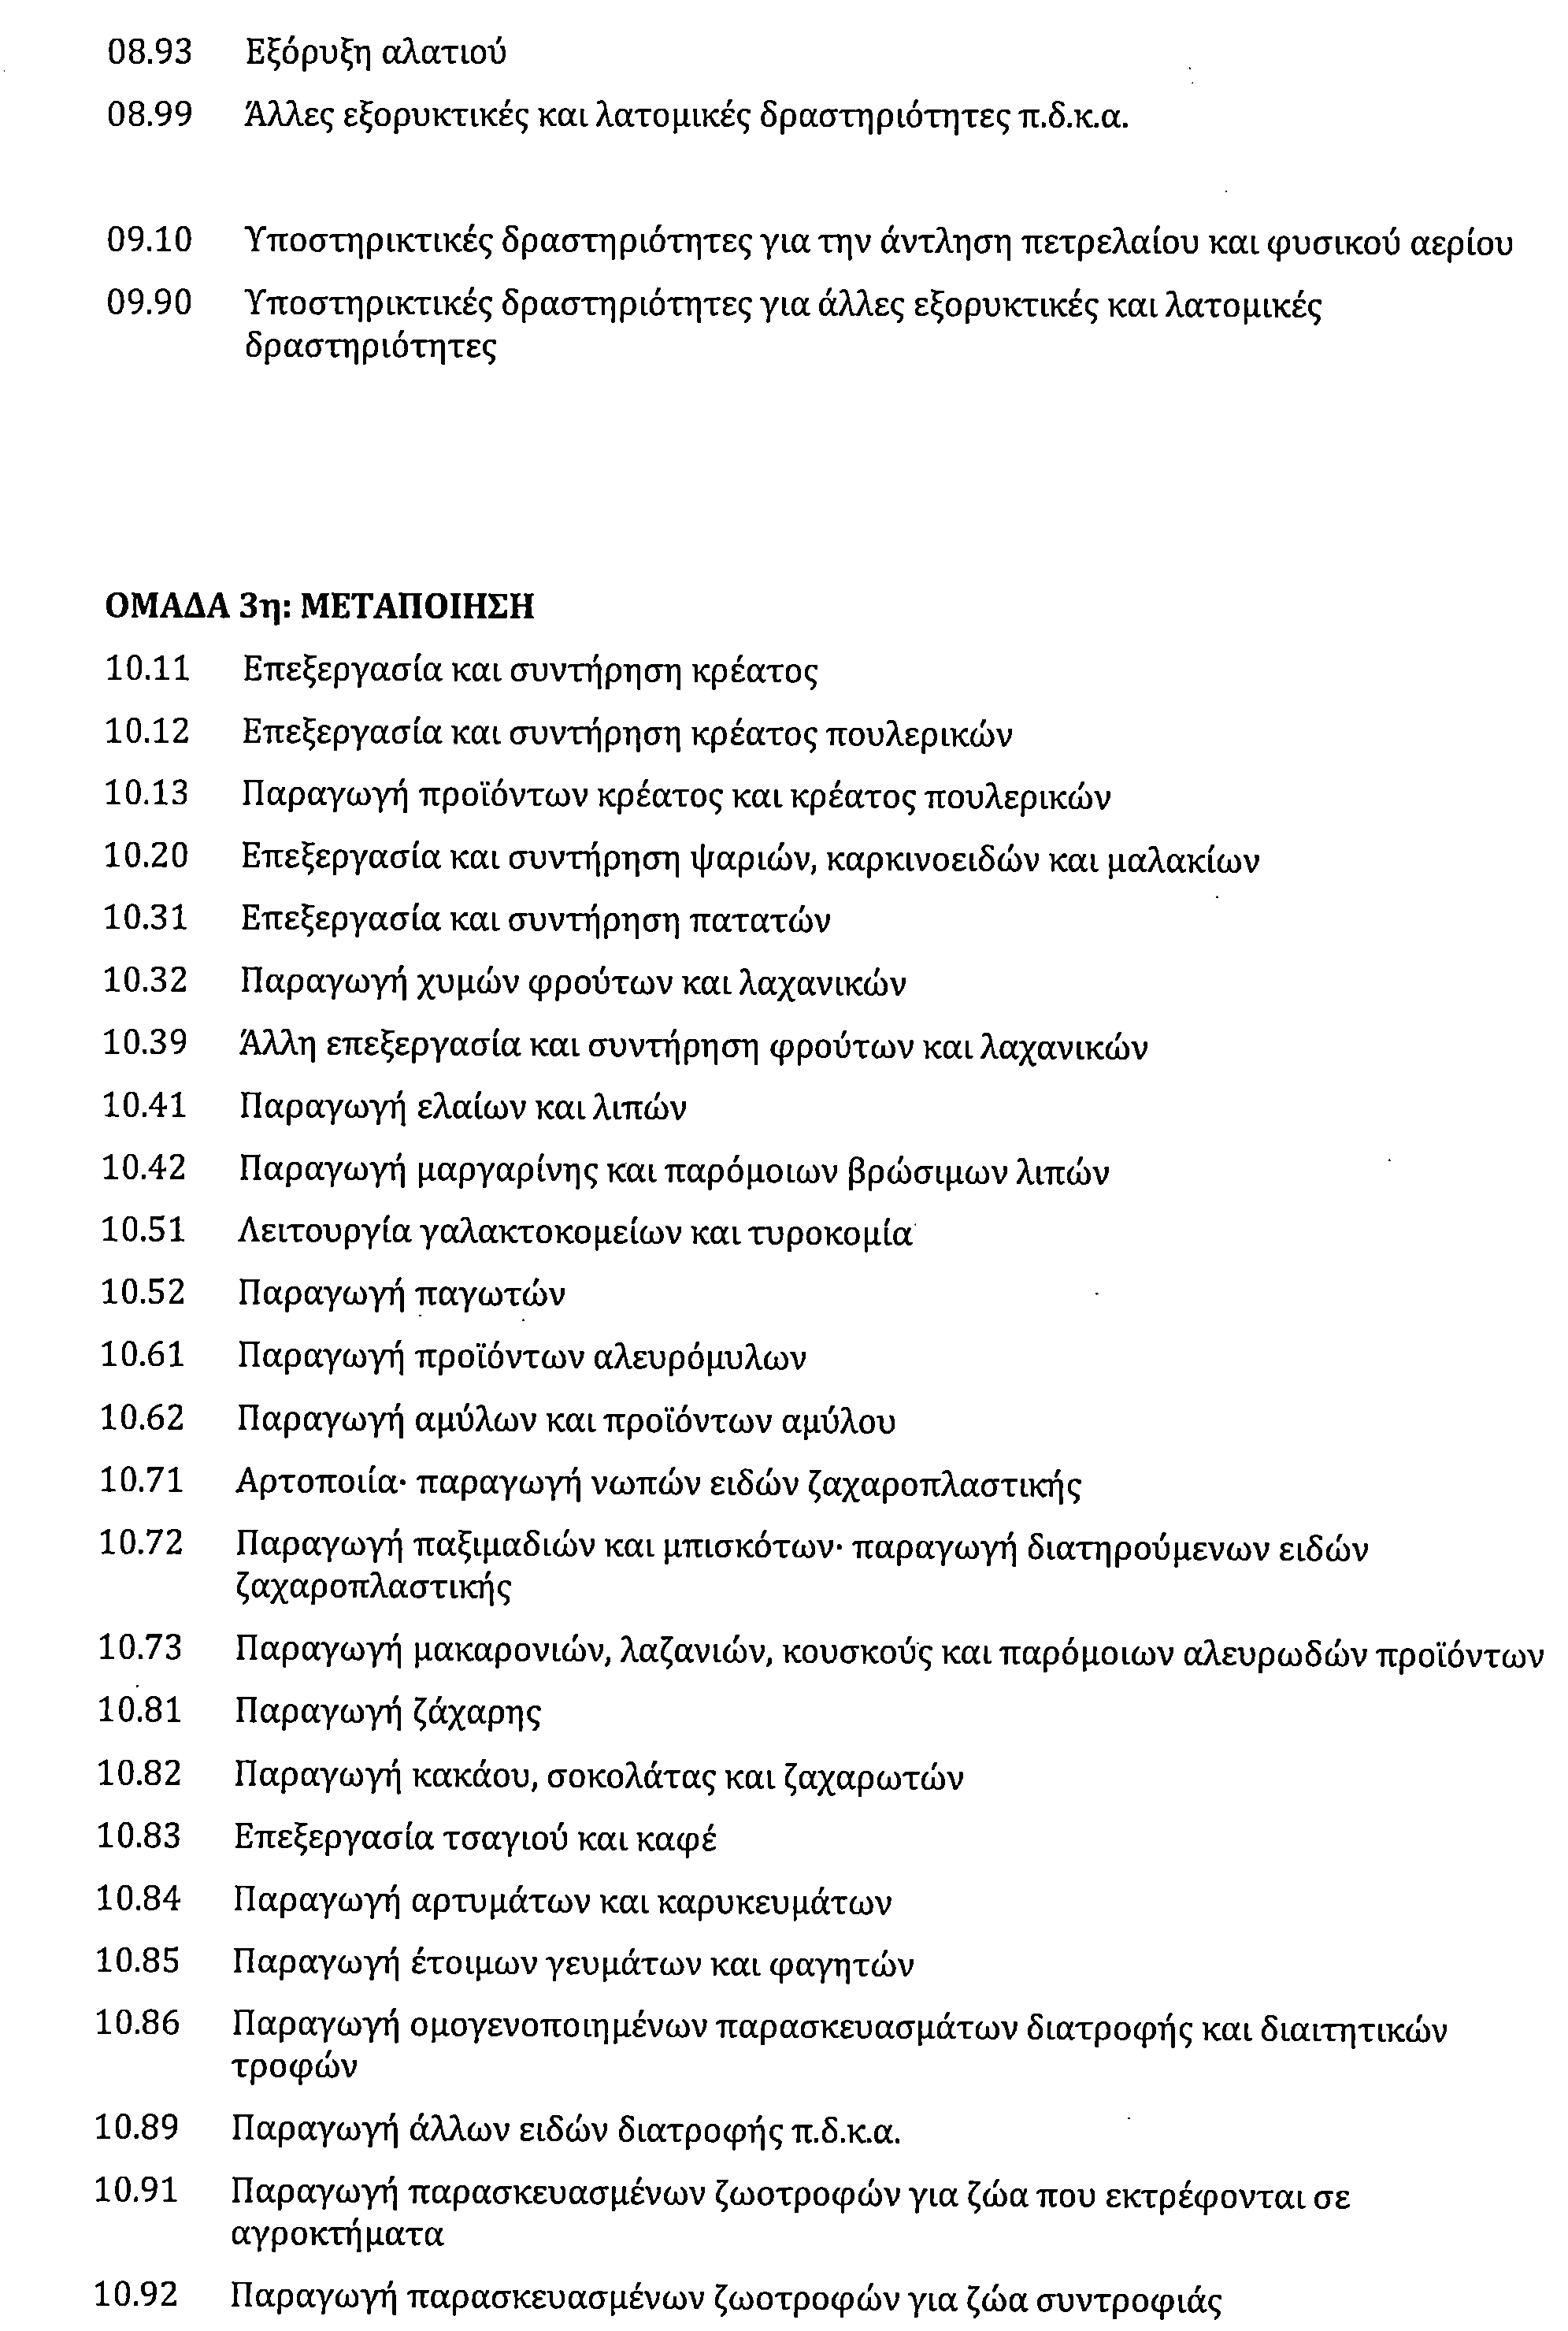 08.93 Εξόρυξη αλατιού
08.99 Άλλες εξορυκτικές και λατομικές δραστηριότητες π.δ.κ.α.
09.10 Υποστηρικτικές δραστηριότητες για την άντληση πετρελαίου και φυσικού αερίου
09.90 Υποστηρικτικές δραστηριότητες για άλλες εξορυκτικές και λατομικές
δραστηριότητες
ΟΜΑΔΑ 3η: ΜΕΤΑΠΟΙΗΣΗ
10.11 Επεξεργασία και συντήρηση κρέατος
10.12 Επεξεργασία και συντήρηση κρέατος πουλερικών
10.13 Παραγωγή προϊόντων κρέατος και κρέατος πουλερικών
10.20 Επεξεργασία και συντήρηση ψαριών, καρκινοειδών και μαλακίων
10.31 Επεξεργασία και συντήρηση πατατών
10.32 Παραγωγή χυμών φρούτων και λαχανικών
10.39 Άλλη επεξεργασία και συντήρηση φρούτων και λαχανικών
10.41 Παραγωγή ελαίων και λιπών
10.42 Παραγωγή μαργαρίνης και παρόμοιων βρώσιμων λιπών
10.51 Λειτουργία γαλακτοκομείων και τυροκομία
10.52 Παραγωγή παγωτών
10.61 Παραγωγή προϊόντων αλευρόμυλων
10.62 Παραγωγή αμύλων και προϊόντων αμύλου
10.71 Αρτοποιία· παραγωγή νωπών ειδών ζαχαροπλαστικής
10.72 Παραγωγή παξιμαδιών και μπισκότων· παραγωγή διατηρούμενων ειδών
ζαχαροπλαστικής
10.73 Παραγωγή μακαρονιών, λαζανιών, κουσκούς και παρόμοιων αλευρωδών προϊόντων
10.81 Παραγωγή ζάχαρης
10.82 Παραγωγή κακάου, σοκολάτας και ζαχαρωτών
10.83 Επεξεργασία τσαγιού και καφέ
10.84 Παραγωγή αρτυμάτων και καρυκευμάτων
10.85 Παραγωγή έτοιμων γευμάτων και φαγητών
10.86 Παραγωγή ομογενοποιημένων παρασκευασμάτων διατροφής και διαιτητικών
τροφών
10.89 Παραγωγή άλλων ειδών διατροφής π.δ.κ.α.
10.91 Παραγωγή παρασκευασμένων ζωοτροφών για ζώα που εκτρέφονται σε
αγροκτήματα
10.92 Παραγωγή παρασκευασμένων ζωοτροφών για ζώα συντροφιάς